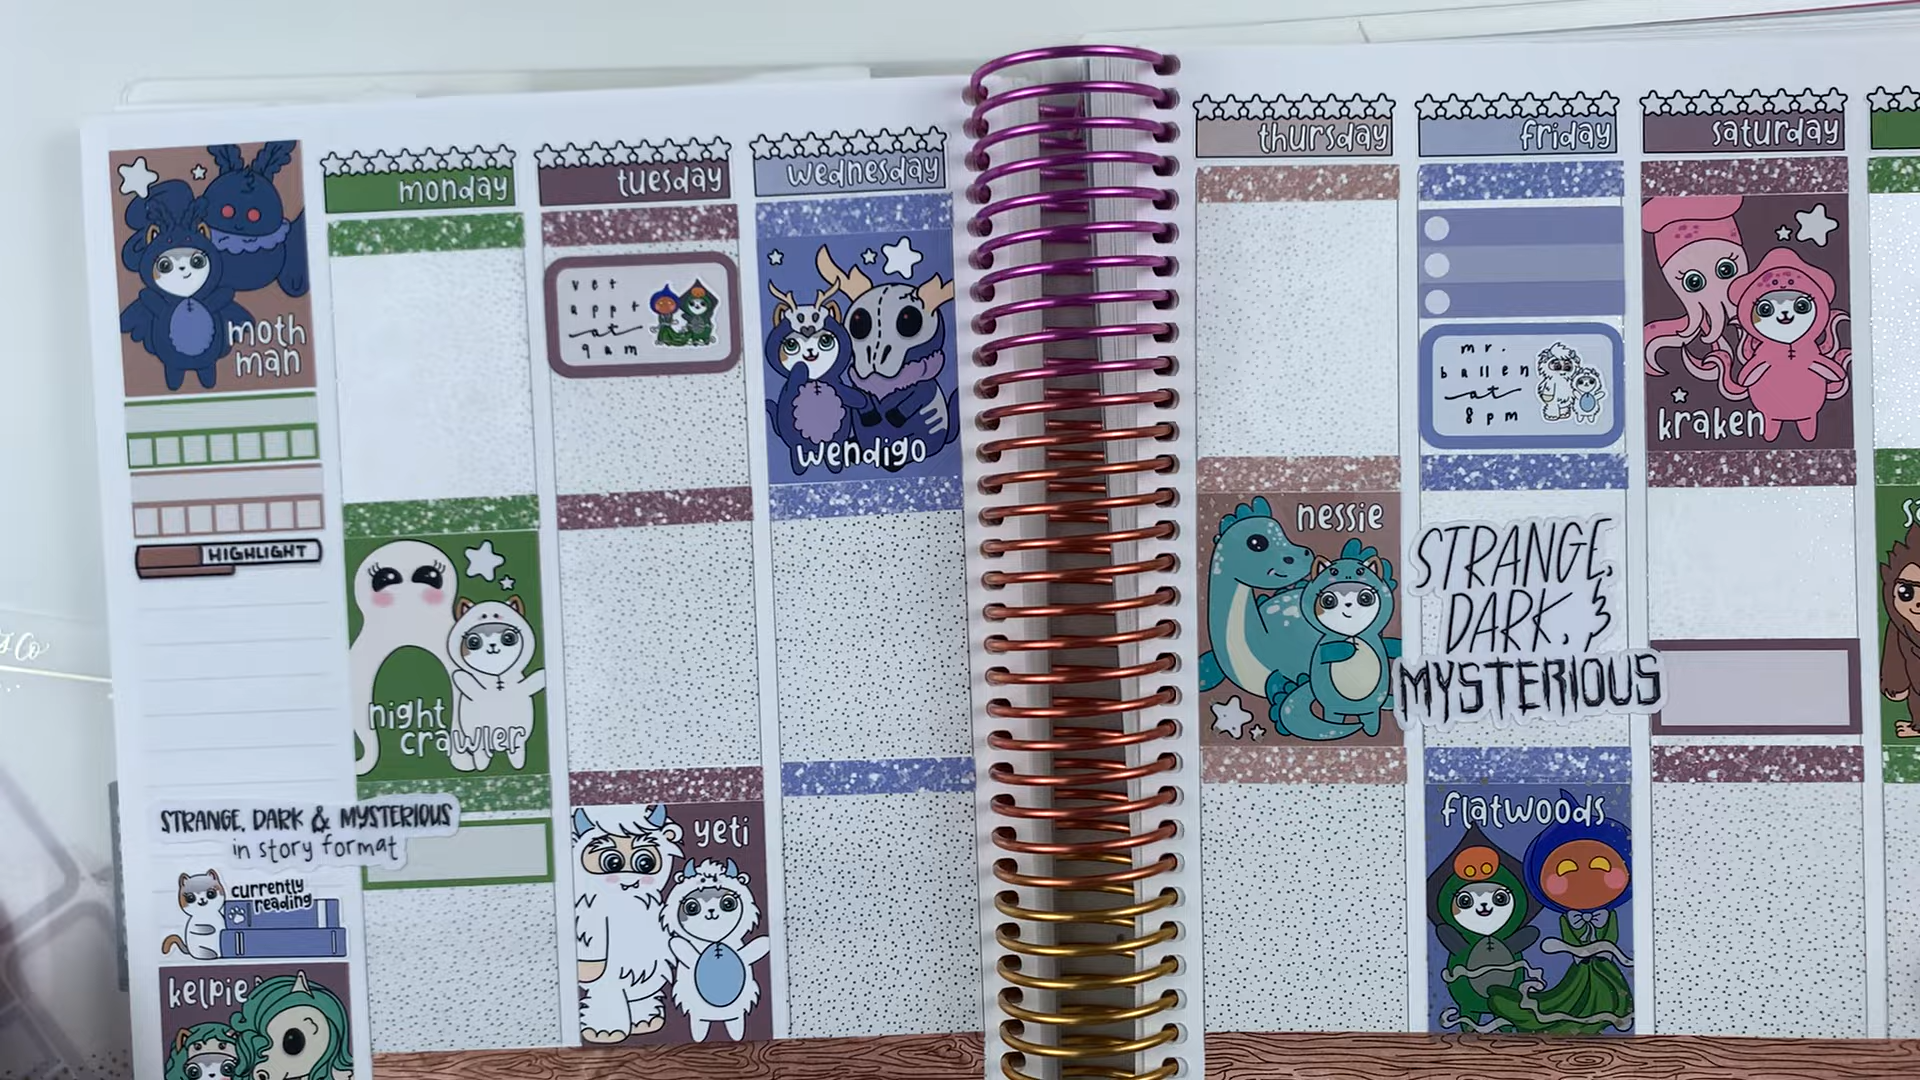 moth
man
HIGHLIGHT
STRANGE, DARK & MYSTERIOUS
in story format
currently
reading
kelpie
monday
night
crawler
tuesday
vet
appt
at
9am
yeti
wednesday
wendigo
thursday
nessie
friday
mr.
ballen
at
8pm
STRANGE,
DARK, &
MYSTERIOUS
flatwoods
saturday
kraken